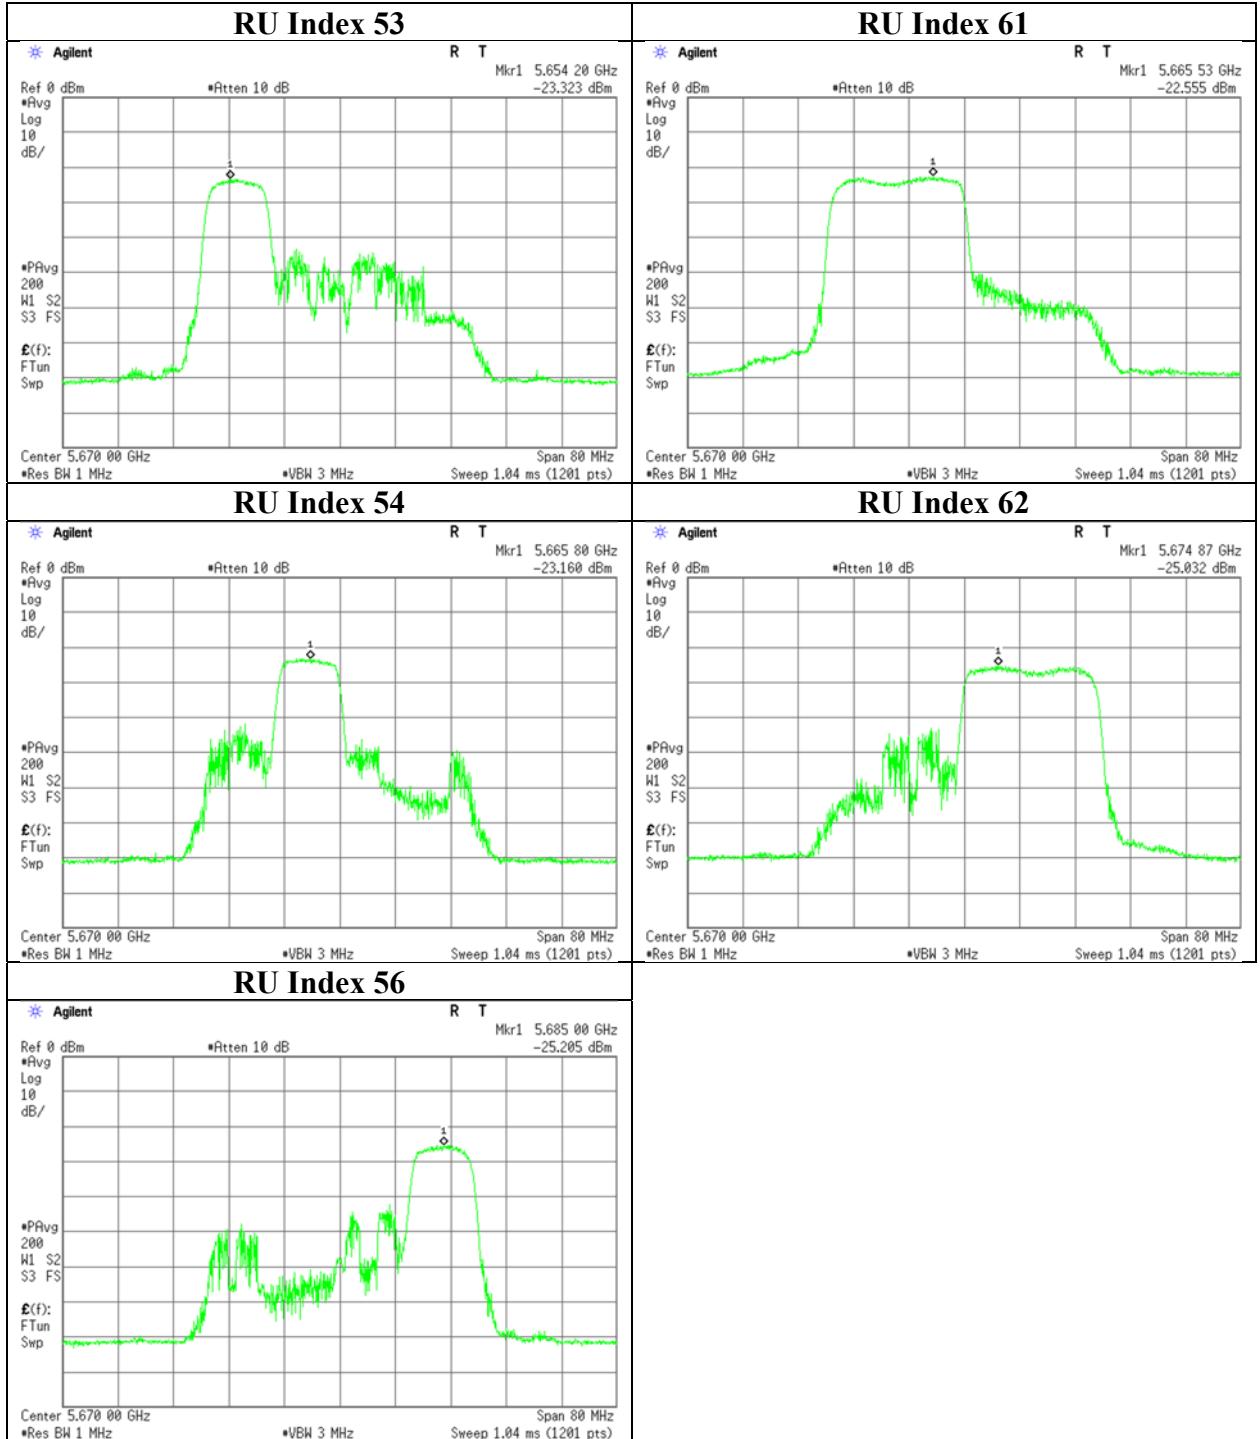 RU Index 53
Agilent
R T
Mkr1 5.654 20 GHz
Ref 0 dBm
*Atten 10 dB
-23.323 dBm
*Avg
Log
10
dB/
1
*PAvg
200
W1 S2
S3 FS
£(f):
FTun
Swp
Center 5.670 00 GHz
Span 80 MHz
*Res BW 1 MHz
*VBW 3 MHz
Sweep 1.04 ms (1201 pts)
RU Index 61
Agilent
R T
Mkr1 5.665 53 GHz
Ref 0 dBm
*Atten 10 dB
-22.555 dBm
*Avg
Log
10
dB/
1
*PAvg
200
W1 S2
S3 FS
£(f):
FTun
Swp
Center 5.670 00 GHz
Span 80 MHz
*Res BW 1 MHz
*VBW 3 MHz
Sweep 1.04 ms (1201 pts)
RU Index 54
Agilent
R T
Mkr1 5.665 80 GHz
Ref 0 dBm
*Atten 10 dB
-23.160 dBm
*Avg
Log
10
dB/
1
*PAvg
200
W1 S2
S3 FS
£(f):
FTun
Swp
Center 5.670 00 GHz
Span 80 MHz
*Res BW 1 MHz
*VBW 3 MHz
Sweep 1.04 ms (1201 pts)
RU Index 62
Agilent
R T
Mkr1 5.674 87 GHz
Ref 0 dBm
*Atten 10 dB
-25.032 dBm
*Avg
Log
10
dB/
1
*PAvg
200
W1 S2
S3 FS
£(f):
FTun
Swp
Center 5.670 00 GHz
Span 80 MHz
*Res BW 1 MHz
*VBW 3 MHz
Sweep 1.04 ms (1201 pts)
RU Index 56
Agilent
R T
Mkr1 5.685 00 GHz
Ref 0 dBm
*Atten 10 dB
-25.205 dBm
*Avg
Log
10
dB/
1
*PAvg
200
W1 S2
S3 FS
£(f):
FTun
Swp
Center 5.670 00 GHz
Span 80 MHz
*Res BW 1 MHz
*VBW 3 MHz
Sweep 1.04 ms (1201 pts)